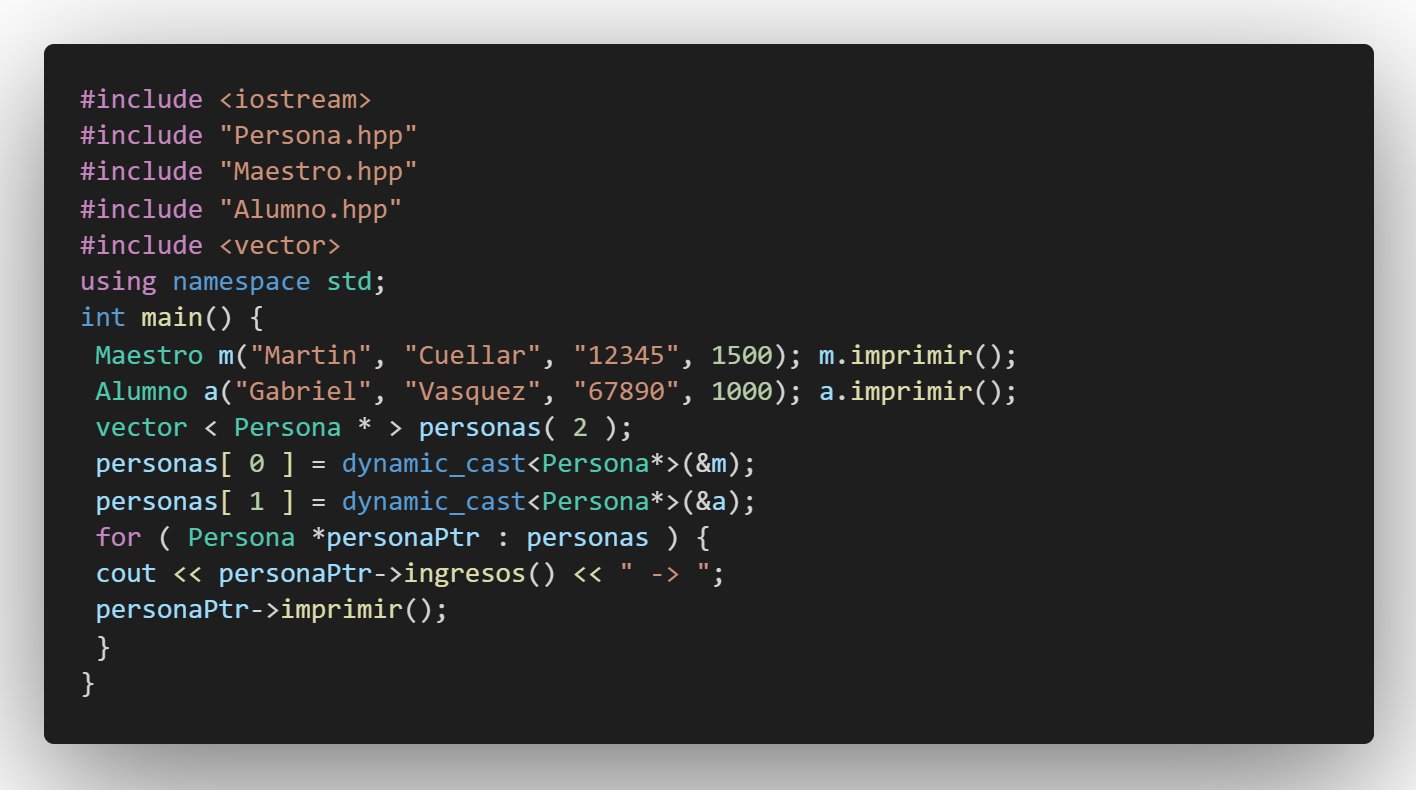 #include <iostream>
#include "Persona.hpp"
#include "Maestro.hpp"
#include "Alumno.hpp"
#include <vector>
using namespace std;
int main() {
 Maestro m("Martin", "Cuellar", "12345", 1500); m.imprimir();
 Alumno a("Gabriel", "Vasquez", "67890", 1000); a.imprimir();
 vector < Persona * > personas( 2 );
 personas[ 0 ] = dynamic_cast<Persona*>(&m);
 personas[ 1 ] = dynamic_cast<Persona*>(&a);
 for ( Persona *personaPtr : personas ) {
 cout << personaPtr->ingresos() << " -> ";
 personaPtr->imprimir();
 }
}